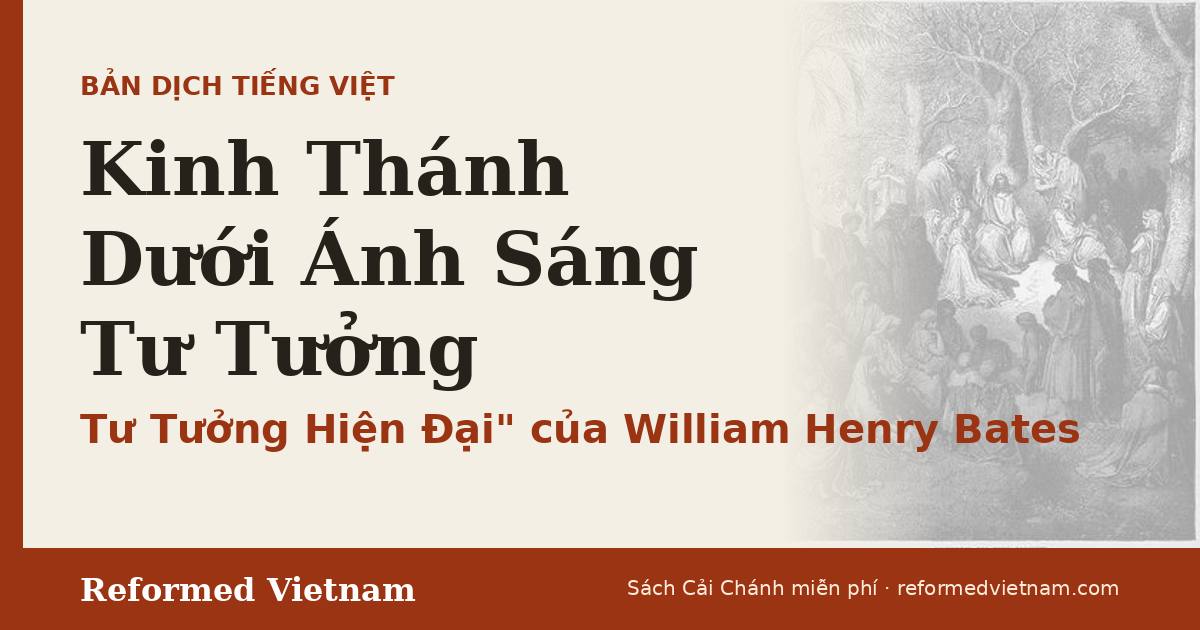 BẢN DỊCH TIẾNG VIỆT
Kinh Thánh
Dưới Ánh Sáng
Tư Tưởng
Tư Tưởng Hiện Đại" của William Henry Bates
Reformed Vietnam
Sách Cải Chánh miễn phí · reformedvietnam.com